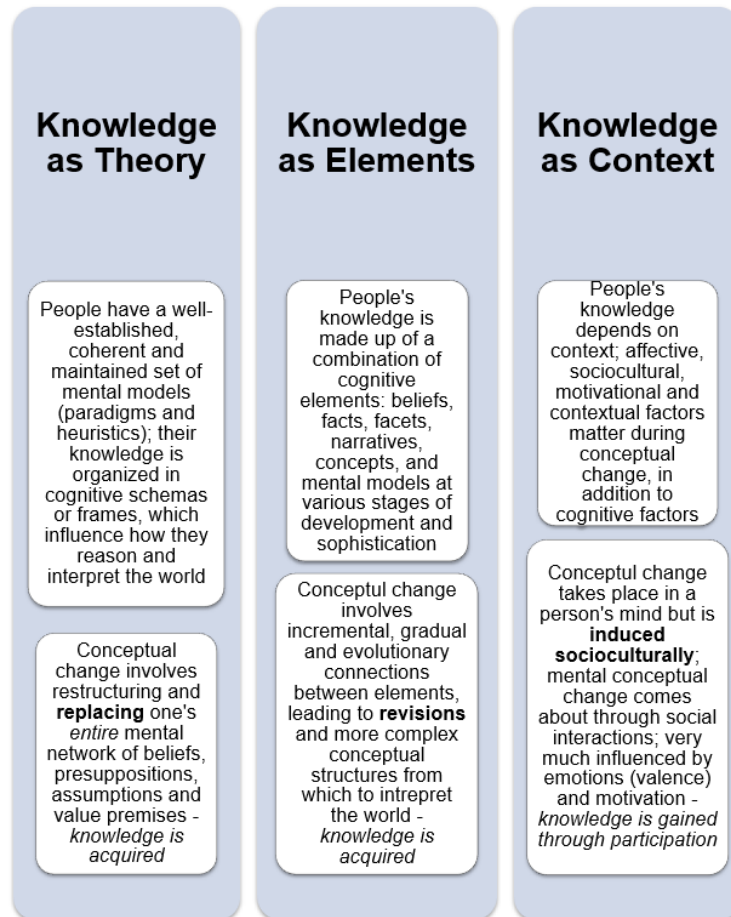 Knowledge
as Theory
People have a well-
established,
coherent and
maintained set of
mental models
(paradigms and
heuristics); their
knowledge is
organized in
cognitive schemas
or frames, which
influence how they
reason and
interpret the world
Conceptual
change involves
restructuring and
replacing one's
entire mental
network of beliefs,
presuppositions,
assumptions and
value premises -
knowledge is
acquired
Knowledge
as Elements
People's
knowledge is
made up of a
combination of
cognitive
elements: beliefs,
facts, facets,
narratives,
concepts, and
mental models at
various stages of
development and
sophistication
Conceptul change
involves
incremental, gradual
and evolutionary
connections
between elements,
leading to revisions
and more complex
conceptual
structures from
which to intrepret
the world -
knowledge is
acquired
Knowledge
as Context
People's
knowledge
depends on
context; affective,
sociocultural,
motivational and
contextual factors
matter during
conceptual
change, in
addition to
cognitive factors
Conceptul change
takes place in a
person's mind but is
induced
socioculturally;
mental conceptual
change comes
about through social
interactions; very
much influenced by
emotions (valence)
and motivation -
knowledge is gained
through participation